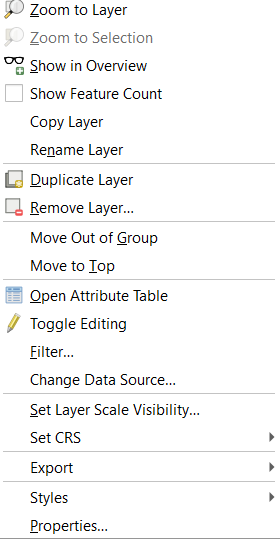 Zoom to Layer
Zoom to Selection
Show in Overview
Show Feature Count
Copy Layer
Rename Layer
Duplicate Layer
Remove Layer...
Move Out of Group
Move to Top
Open Attribute Table
Toggle Editing
Filter...
Change Data Source...
Set Layer Scale Visibility...
Set CRS
Export
Styles
Properties...